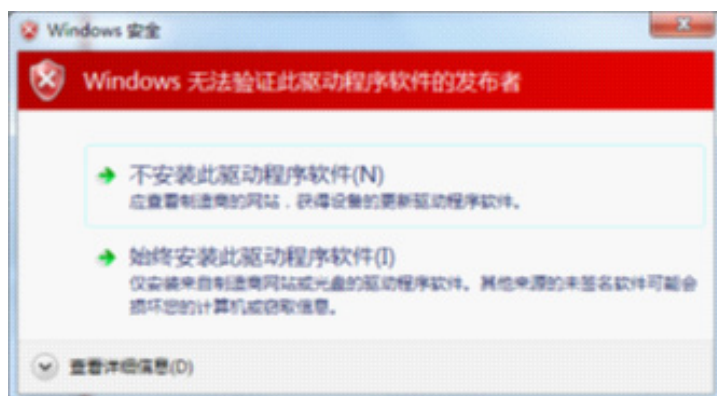 Windows 安全
Windows 无法验证此驱动程序软件的发布者
不安装此驱动程序软件(N)
应查看制造商的网站，获得设备的更新驱动程序软件。
始终安装此驱动程序软件(I)
仅安装来自制造商网站或光盘的驱动程序软件。其他来源的未签名软件可能会
损坏您的计算机或窃取信息。
查看详细信息(D)